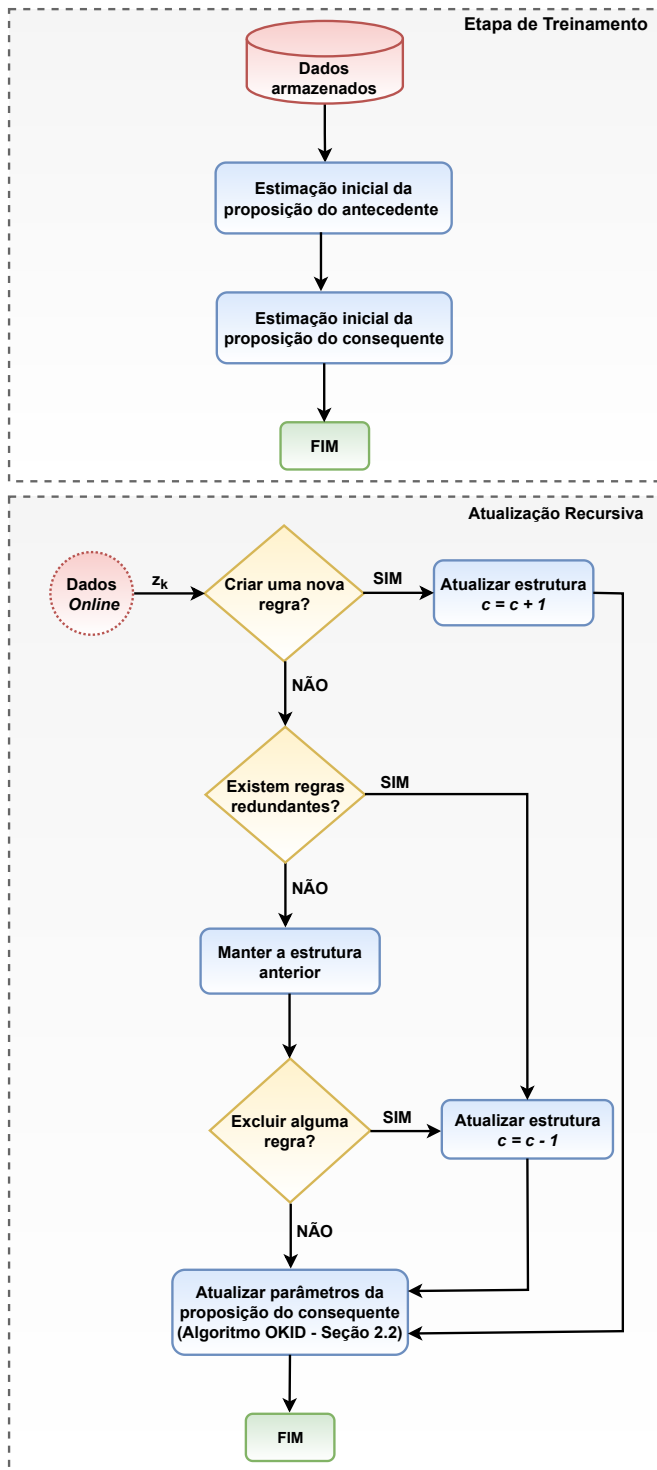 Etapa de Treinamento
Dados
armazenados
Estimação inicial da
proposição do antecedente
Estimação inicial da
proposição do consequente
FIM
Atualização Recursiva
Dados
Online
z_k
Criar uma nova
regra?
SIM
Atualizar estrutura
c = c + 1
NÃO
Existem regras
redundantes?
SIM
NÃO
Manter a estrutura
anterior
Excluir alguma
regra?
SIM
Atualizar estrutura
c = c - 1
NÃO
Atualizar parâmetros da
proposição do consequente
(Algoritmo OKID - Seção 2.2)
FIM